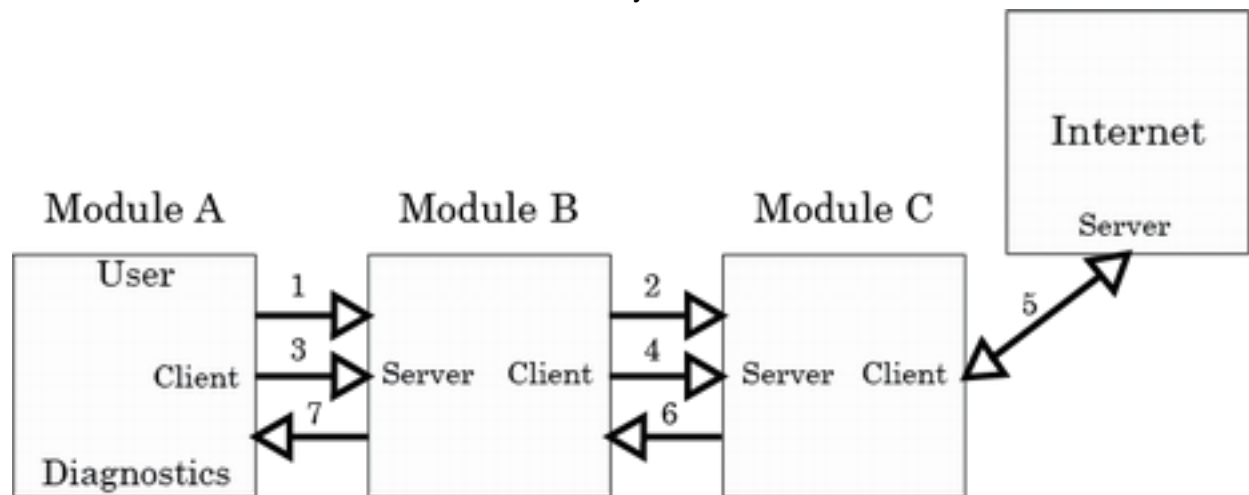 Internet
Server
Module A
Module B
Module C
User
1
2
5
3
4
Client
Server
Client
Server
Client
7
6
Diagnostics